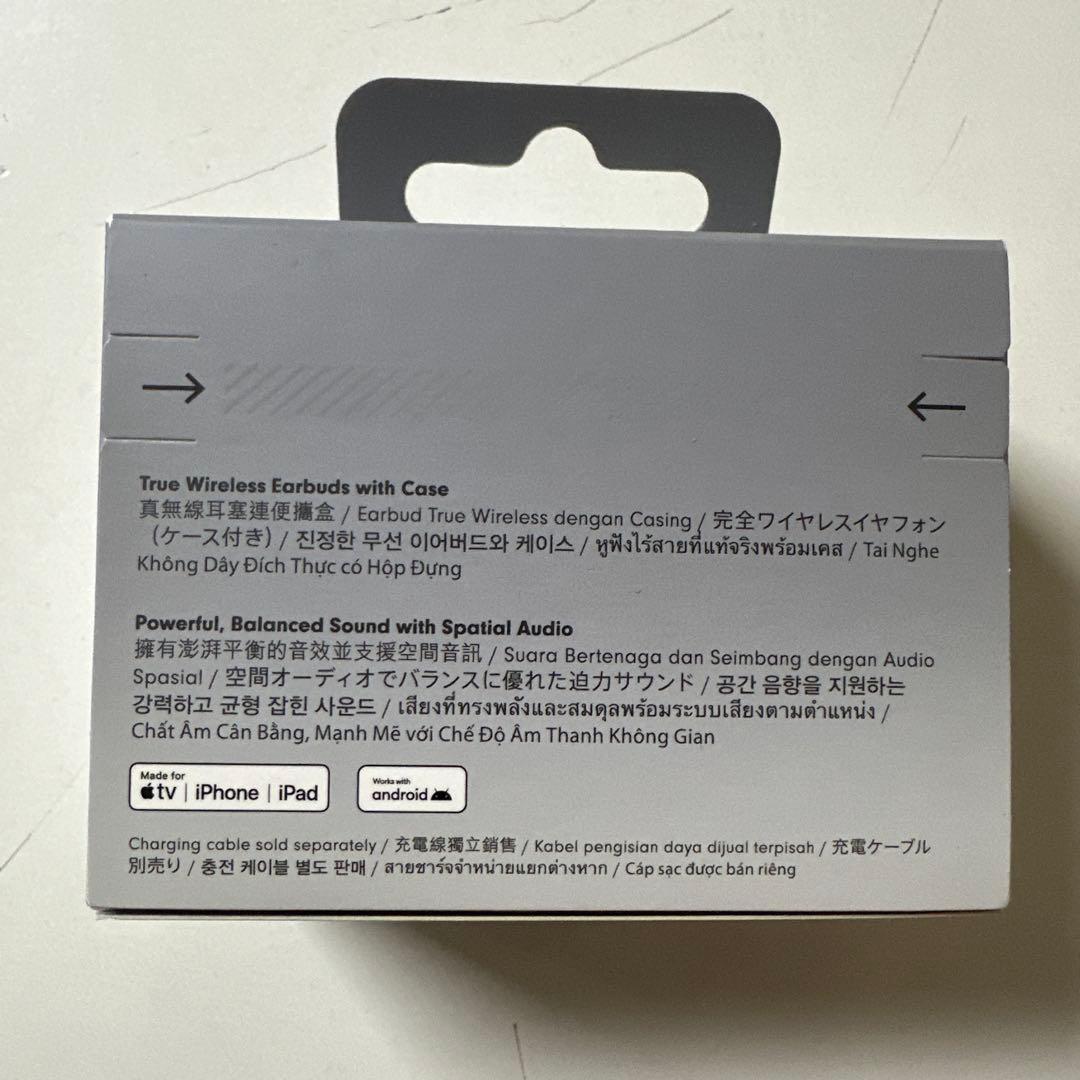 True Wireless Earbuds with Case
真無線耳塞連便攜盒 / Earbud True Wireless dengan Casing / 完全ワイヤレスイヤフォン
（ケース付き） / 진정한 무선 이어버드와 케이스 / หูฟังไร้สายที่แท้จริงพร้อมเคส / Tai Nghe
Không Dây Đích Thực có Hộp Đựng
Powerful, Balanced Sound with Spatial Audio
擁有澎湃平衡的音效並支援空間音訊 / Suara Bertenaga dan Seimbang dengan Audio
Spasial / 空間オーディオでバランスに優れた迫力サウンド / 공간 음향을 지원하는
강력하고 균형 잡힌 사운드 / เสียงที่ทรงพลังและสมดุลพร้อมระบบเสียงตามตำแหน่ง /
Chất Âm Cân Bằng, Mạnh Mẽ với Chế Độ Âm Thanh Không Gian
Made for
tv | iPhone | iPad
Works with
android
Charging cable sold separately / 充電線獨立銷售 / Kabel pengisian daya dijual terpisah / 充電ケーブル
別売り / 충전 케이블 별도 판매 / สายชาร์จจำหน่ายแยกต่างหาก / Cáp sạc được bán riêng